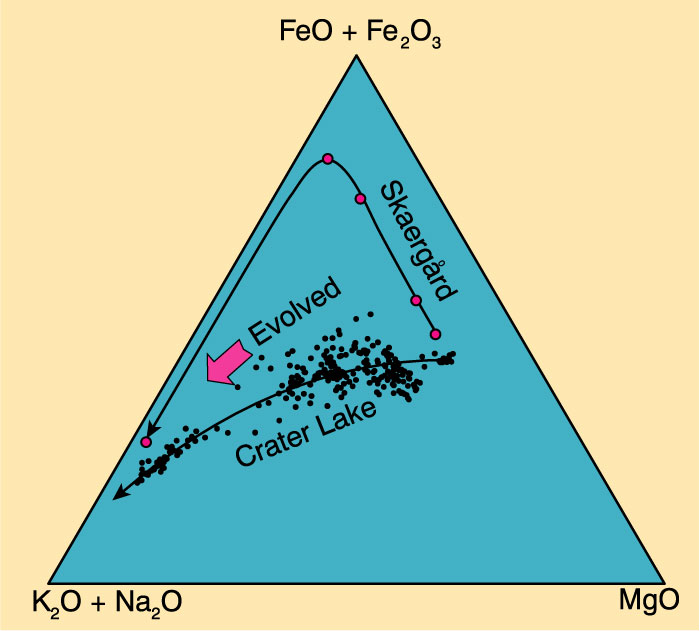 FeO + Fe₂O₃
Skaergård
Evolved
Crater Lake
K₂O + Na₂O
MgO